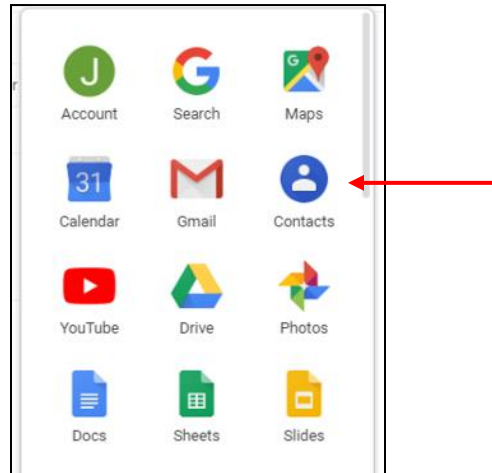 J
G
G
r
Account Search Maps
31
Calendar Gmail Contacts
YouTube Drive Photos
Docs Sheets Slides